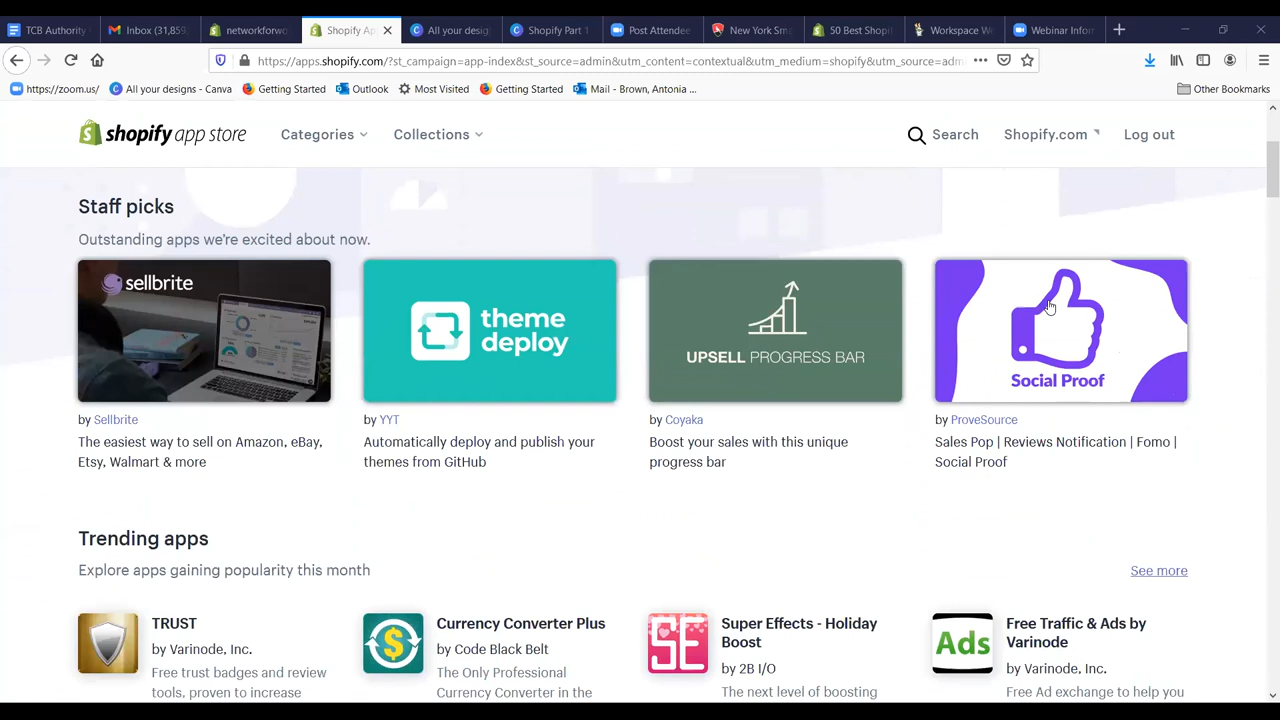 TCB Authority
Inbox (31,859
networkforwo
Shopify Ap
All your desig
Shopify Part 1
Post Attendee
New York Sm
50 Best Shopi
Workspace We
Webinar Infor
https://apps.shopify.com/?st_campaign=app-index&st_source=admin&utm_content=contextual&utm_medium=shopify&utm_source=adm
https://zoom.us/
All your designs - Canva
Getting Started
Outlook
Most Visited
Getting Started
Mail - Brown, Antonia ...
Other Bookmarks
shopify app store
Categories
Collections
Search
Shopify.com
Log out
Staff picks
Outstanding apps we're excited about now.
sellbrite
theme
deploy
UPSELL PROGRESS BAR
Social Proof
by Sellbrite
The easiest way to sell on Amazon, eBay,
Etsy, Walmart & more
by YYT
Automatically deploy and publish your
themes from GitHub
by Coyaka
Boost your sales with this unique
progress bar
by ProveSource
Sales Pop | Reviews Notification | Fomo |
Social Proof
Trending apps
Explore apps gaining popularity this month
See more
TRUST
by Varinode, Inc.
Free trust badges and review
tools, proven to increase
Currency Converter Plus
by Code Black Belt
The Only Professional
Currency Converter in the
SE
Super Effects - Holiday
Boost
by 2B I/O
The next level of boosting
Ads
Free Traffic & Ads by
Varinode
by Varinode, Inc.
Free Ad exchange to help you